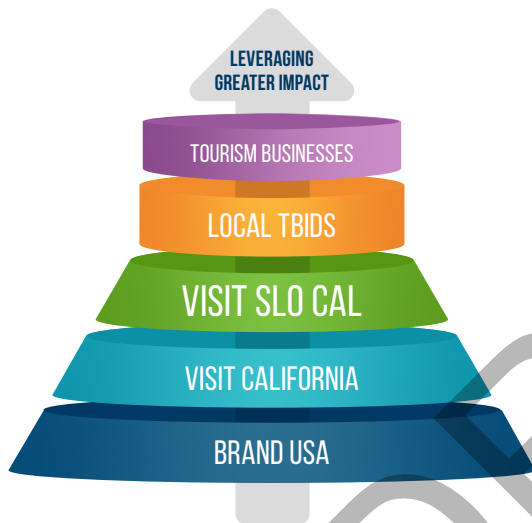 LEVERAGING
GREATER IMPACT
TOURISM BUSINESSES
LOCAL TBIDS
VISIT SLO CAL
VISIT CALIFORNIA
BRAND USA